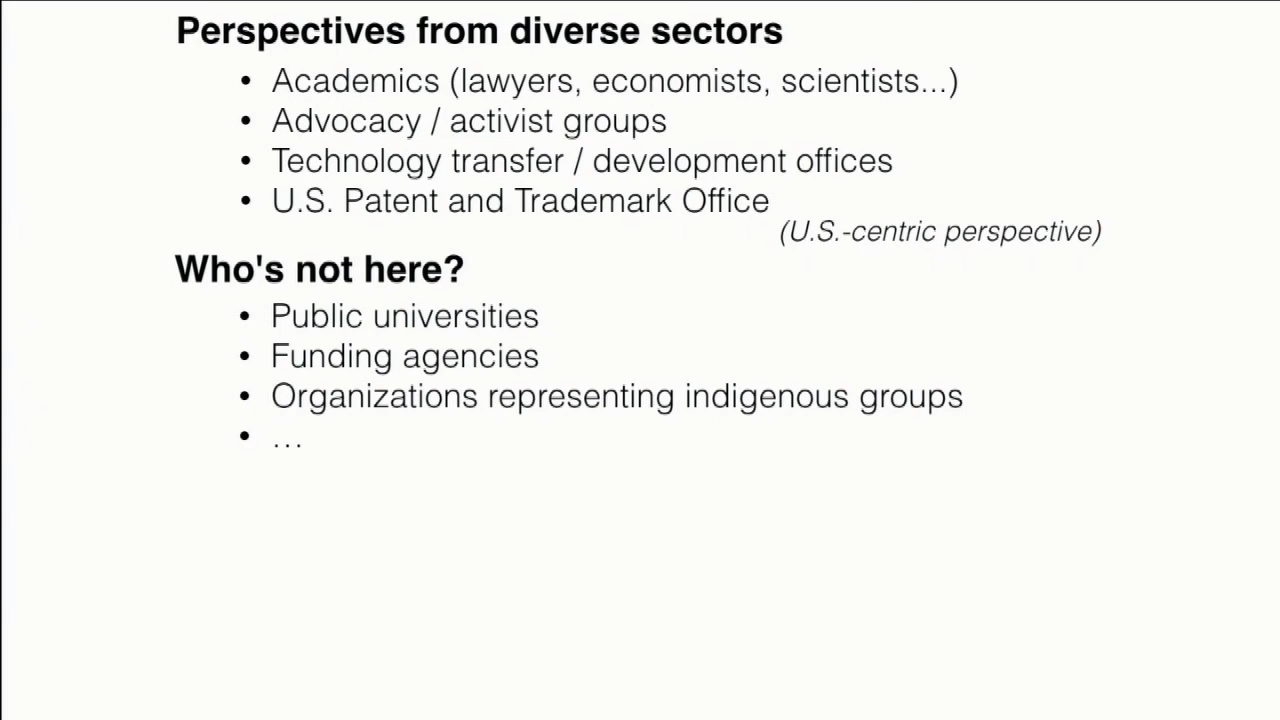 Perspectives from diverse sectors
• Academics (lawyers, economists, scientists...)
• Advocacy / activist groups
• Technology transfer / development offices
• U.S. Patent and Trademark Office
(U.S.-centric perspective)
Who's not here?
• Public universities
• Funding agencies
• Organizations representing indigenous groups
• ...